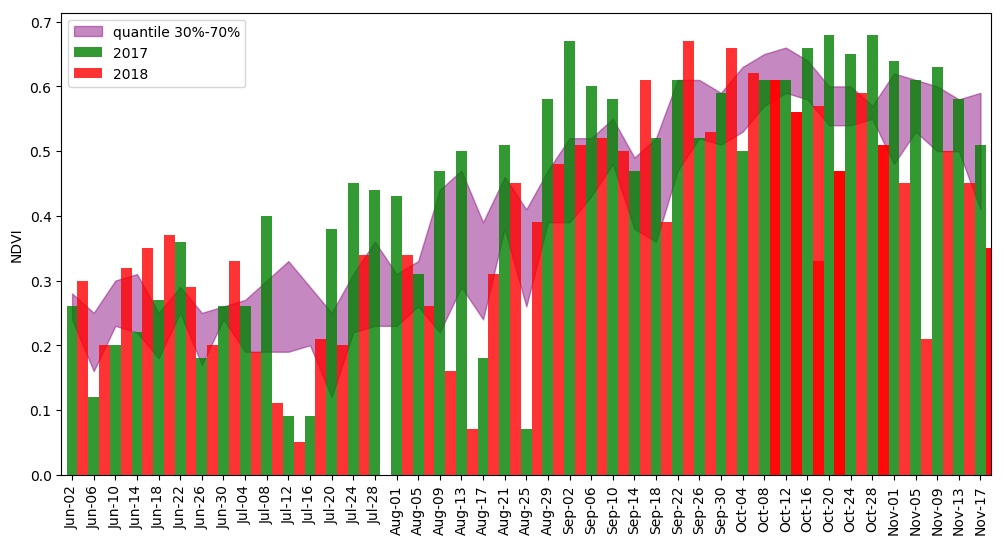 0.7
0.6
0.5
0.4
0.3
0.2
0.1
0.0
NDVI
quantile 30%-70%
2017
2018
Jun-02
Jun-06
Jun-10
Jun-14
Jun-18
Jun-22
Jun-26
Jun-30
Jul-04
Jul-08
Jul-12
Jul-16
Jul-20
Jul-24
Jul-28
Aug-01
Aug-05
Aug-09
Aug-13
Aug-17
Aug-21
Aug-25
Aug-29
Sep-02
Sep-06
Sep-10
Sep-14
Sep-18
Sep-22
Sep-26
Sep-30
Oct-04
Oct-08
Oct-12
Oct-16
Oct-20
Oct-24
Oct-28
Nov-01
Nov-05
Nov-09
Nov-13
Nov-17